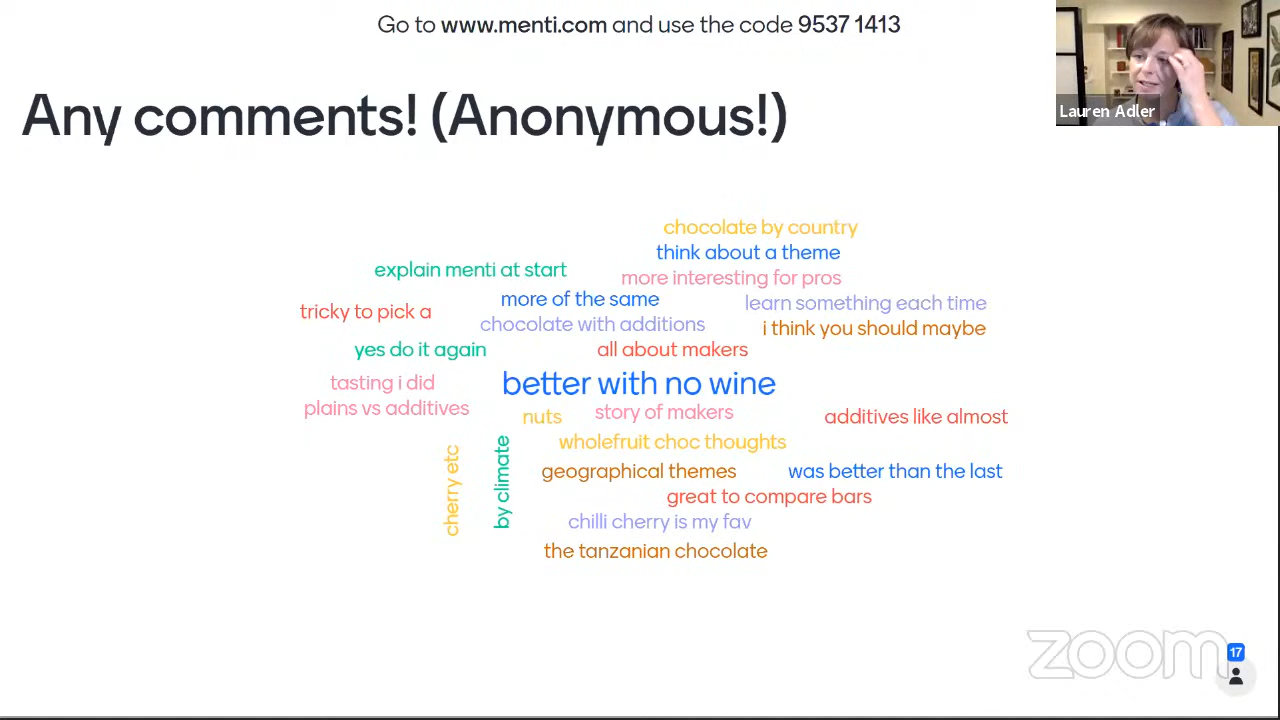 Go to www.menti.com and use the code 9537 1413
Lauren Adler
Any comments! (Anonymous!)
chocolate by country
think about a theme
explain menti at start
more interesting for pros
more of the same
learn something each time
tricky to pick a
chocolate with additions
i think you should maybe
yes do it again
all about makers
tasting i did
better with no wine
plains vs additives
nuts
story of makers
additives like almost
cherry etc
by climate
wholefruit choc thoughts
geographical themes
was better than the last
great to compare bars
chilli cherry is my fav
the tanzanian chocolate
zoom
17